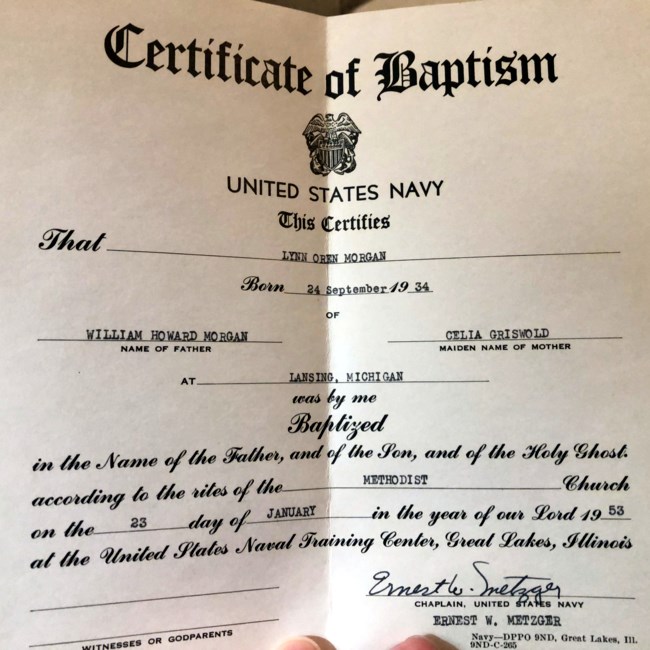 Certificate of Baptism
UNITED STATES NAVY
This Certifies
That LYNN OREN MORGAN
Born 24 September 19 34
OF
WILLIAM HOWARD MORGAN CELIA GRISWOLD
NAME OF FATHER MAIDEN NAME OF MOTHER
AT LANSING, MICHIGAN
was by me
Baptized
in the Name of the Father, and of the Son, and of the Holy Ghost.
according to the rites of the METHODIST Church
on the 23 day of JANUARY in the year of our Lord 19 53
at the United States Naval Training Center, Great Lakes, Illinois
Ernest W. Metzger
CHAPLAIN, UNITED STATES NAVY
ERNEST W. METZGER
WITNESSES OR GODPARENTS
Navy—DPPO 9ND, Great Lakes, Ill.
9ND-C-265